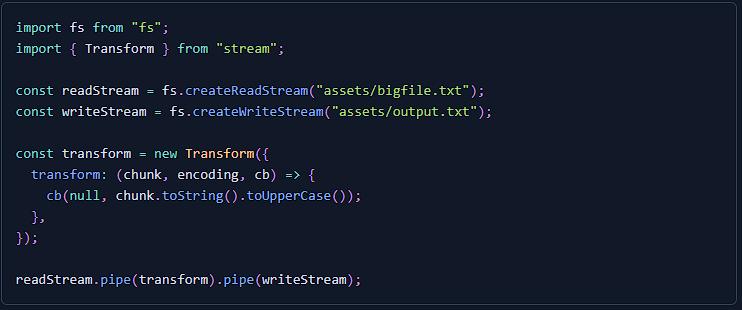 import fs from "fs";
import { Transform } from "stream";

const readStream = fs.createReadStream("assets/bigfile.txt");
const writeStream = fs.createWriteStream("assets/output.txt");

const transform = new Transform({
  transform: (chunk, encoding, cb) => {
    cb(null, chunk.toString().toUpperCase());
  },
});

readStream.pipe(transform).pipe(writeStream);